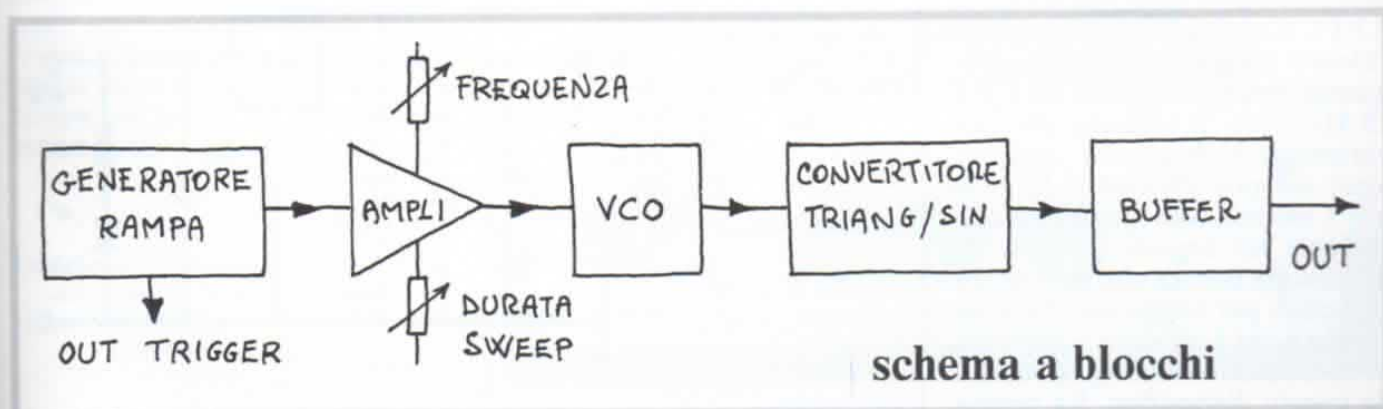 FREQUENZA
GENERATORE
RAMPA
AMPLI
VCO
CONVERTITORE
TRIANG/SIN
BUFFER
OUT
DURATA
SWEEP
OUT TRIGGER
schema a blocchi